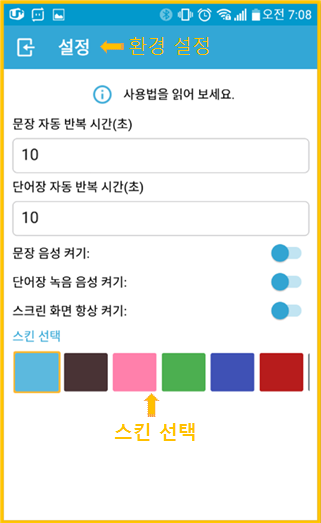 오전 7:08
설정 환경 설정
사용법을 읽어 보세요.
문장 자동 반복 시간(초)
10
단어장 자동 반복 시간(초)
10
문장 음성 켜기:
단어장 녹음 음성 켜기:
스크린 화면 항상 켜기:
스킨 선택
스킨 선택